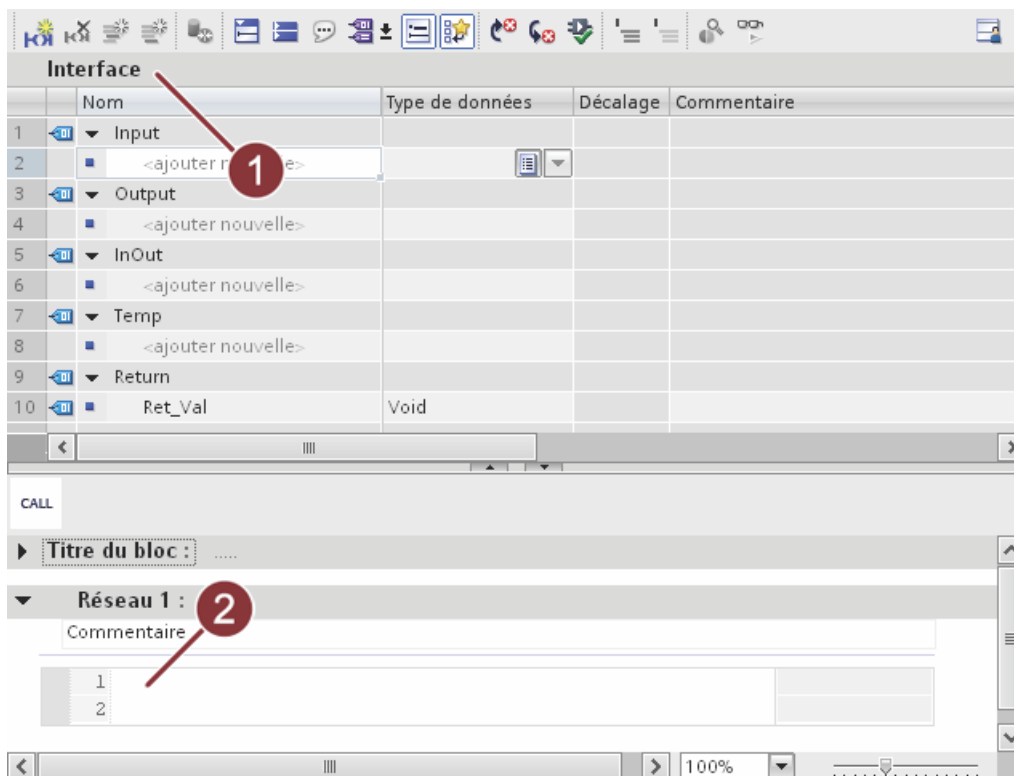 Interface
Nom Type de données Décalage Commentaire
1 Input
2 <ajouter 1 e>
3 Output
4 <ajouter nouvelle>
5 InOut
6 <ajouter nouvelle>
7 Temp
8 <ajouter nouvelle>
9 Return
10 Ret_Val Void
CALL
Titre du bloc : .....
Réseau 1 :
2
Commentaire
1
2
100%